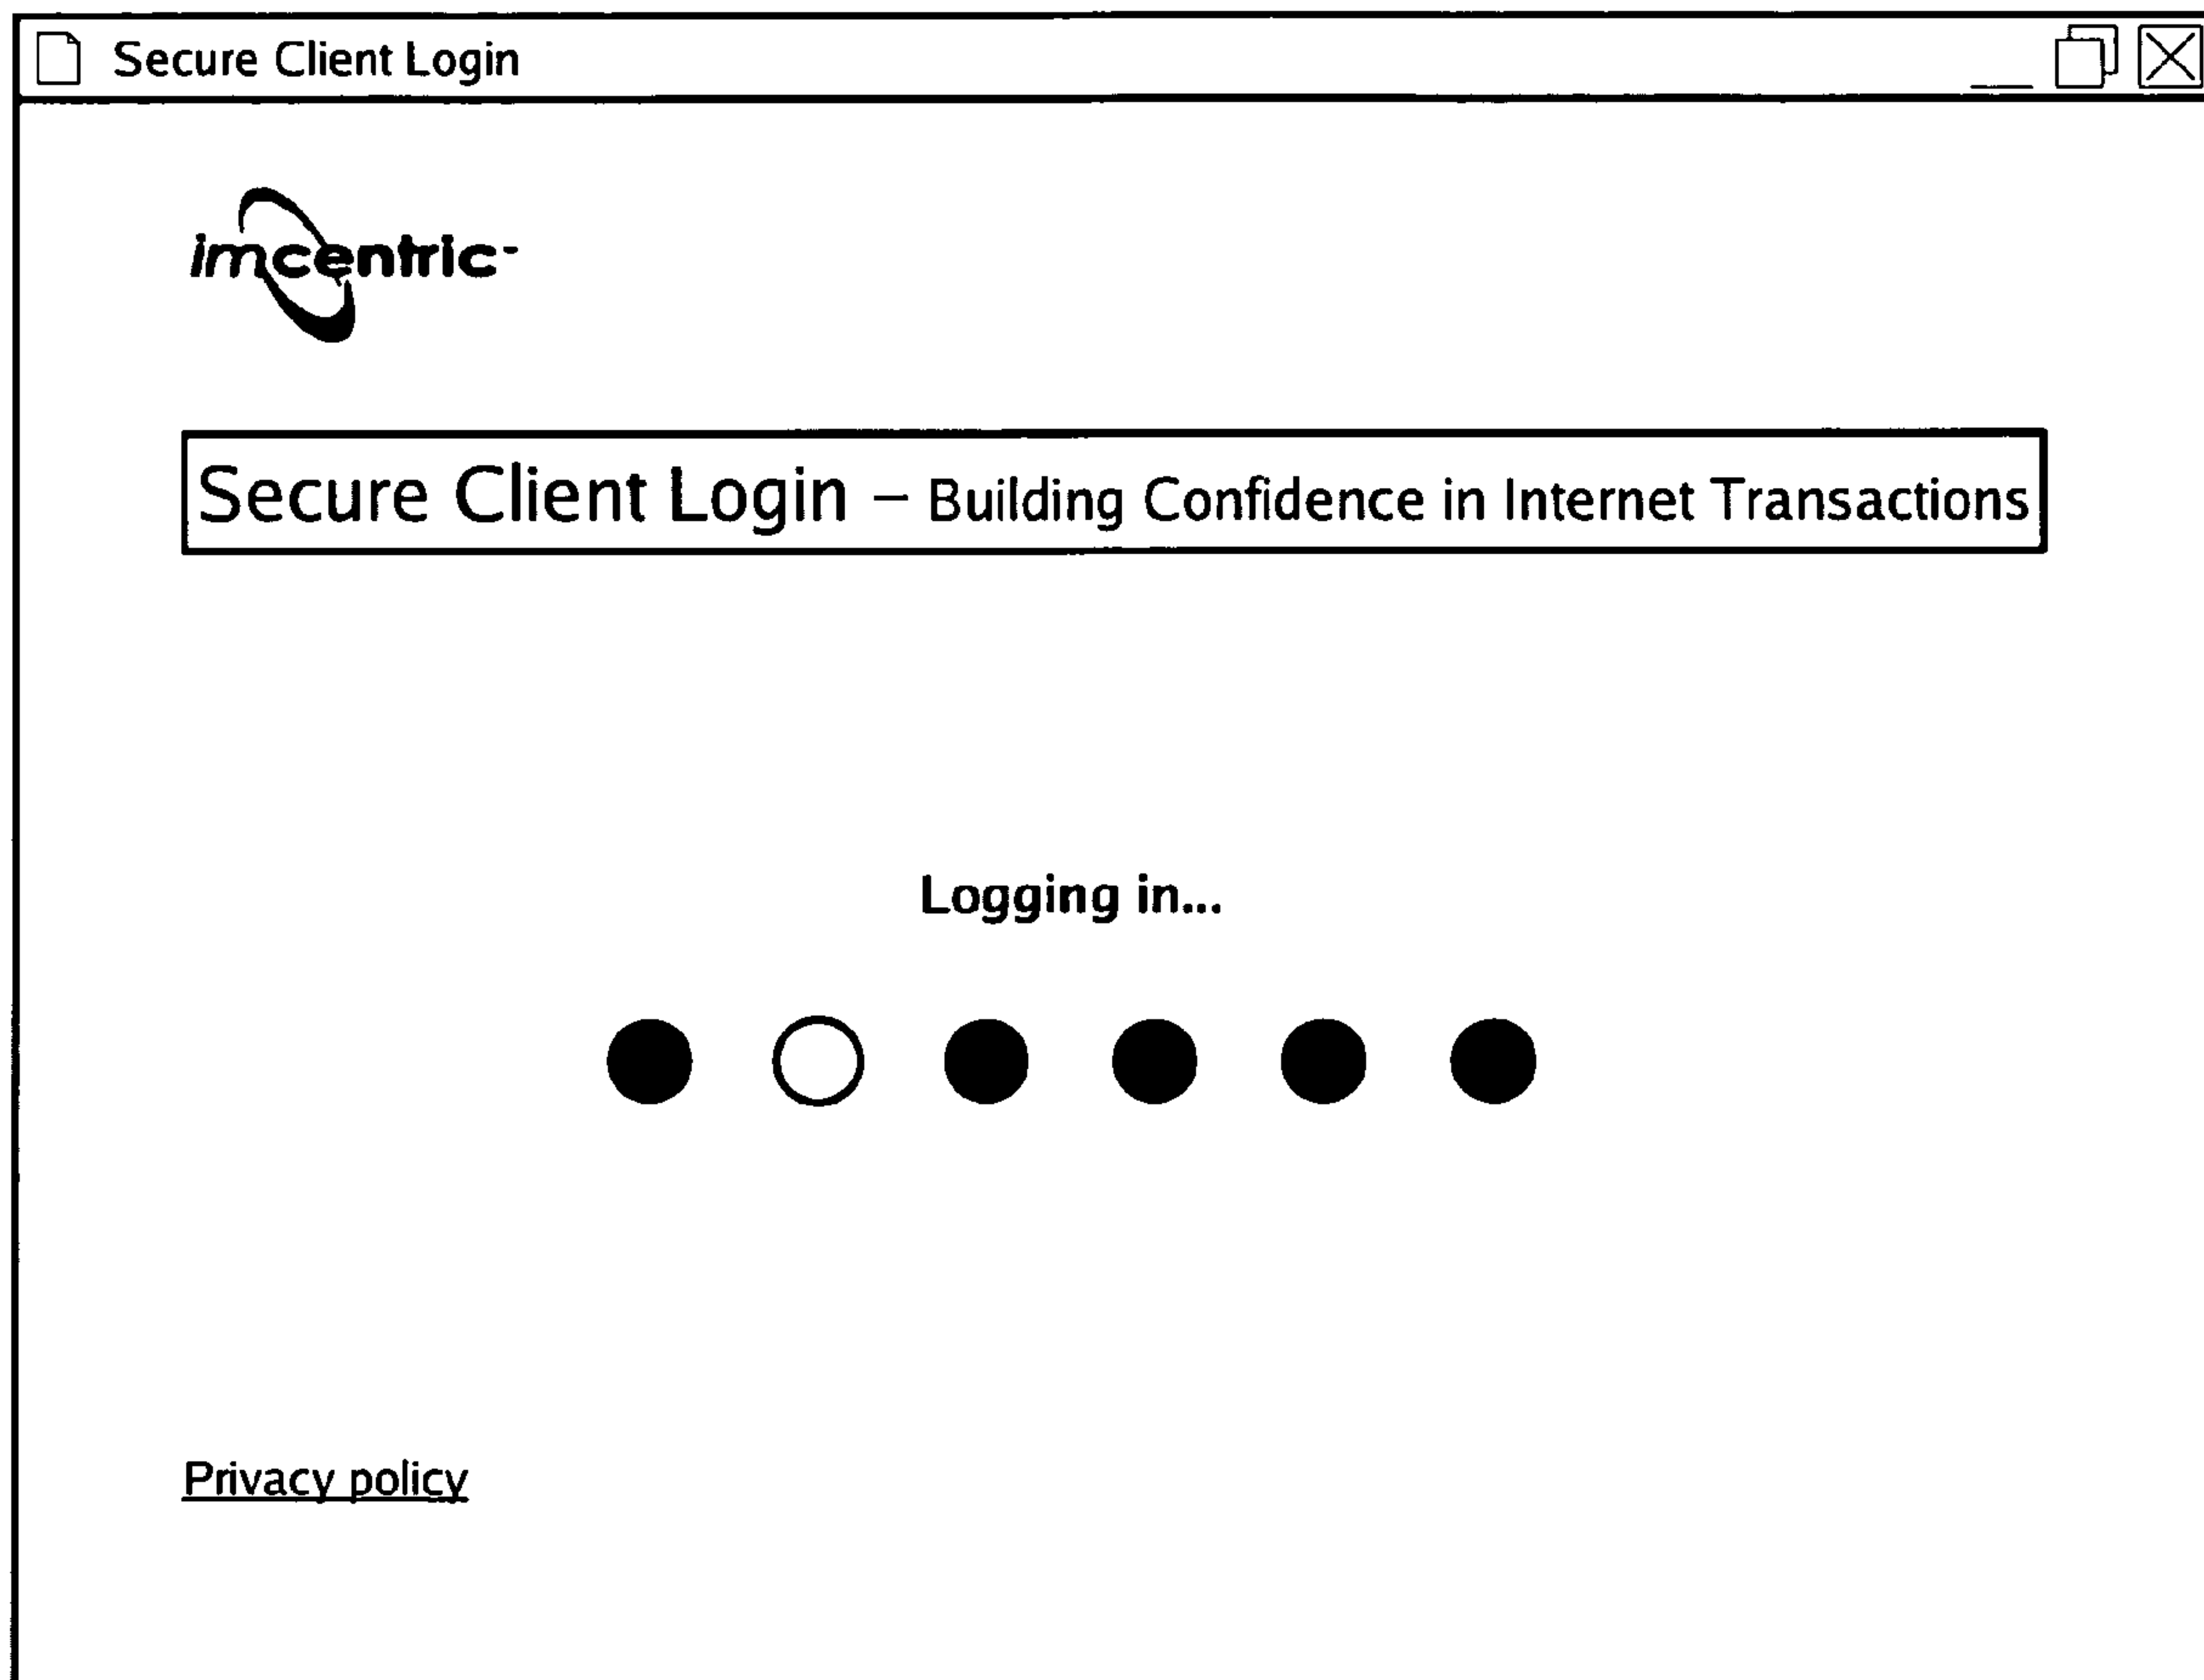 Secure Client Login
imcentric
Secure Client Login – Building Confidence in Internet Transactions
Logging in...
Privacy policy